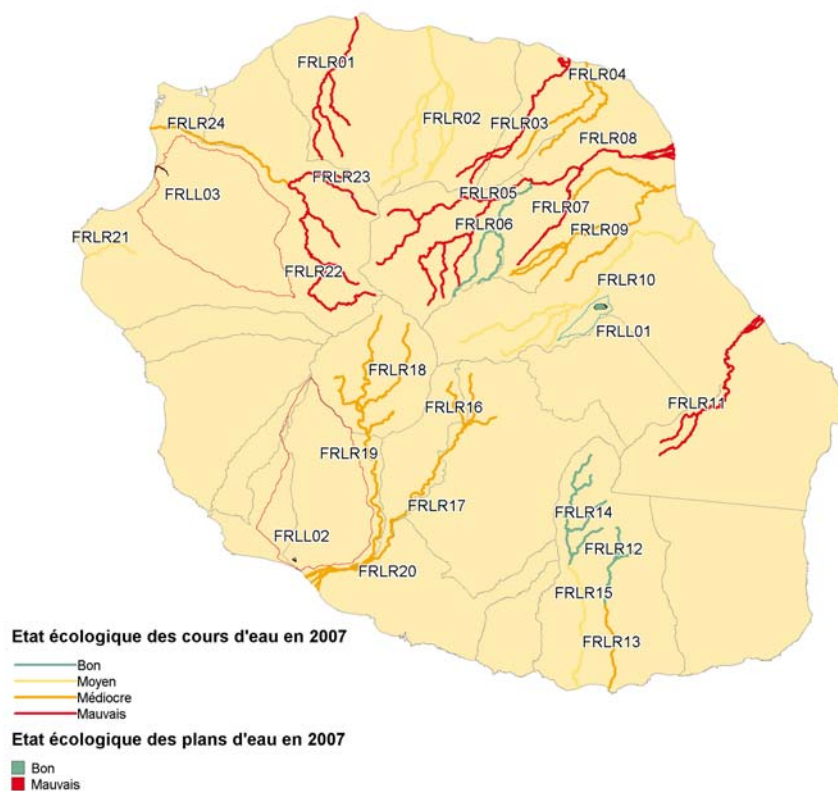 FRLR01
FRLR04
FRLR02
FRLR03
FRLR24
FRLR08
FRLR23
FRLL03
FRLR05
FRLR07
FRLR06
FRLR09
FRLR21
FRLR22
FRLR10
FRLL01
FRLR18
FRLR16
FRLR11
FRLR19
FRLR17
FRLR14
FRLL02
FRLR12
FRLR20
FRLR15
FRLR13
Etat écologique des cours d'eau en 2007
Bon
Moyen
Médiocre
Mauvais
Etat écologique des plans d'eau en 2007
Bon
Mauvais